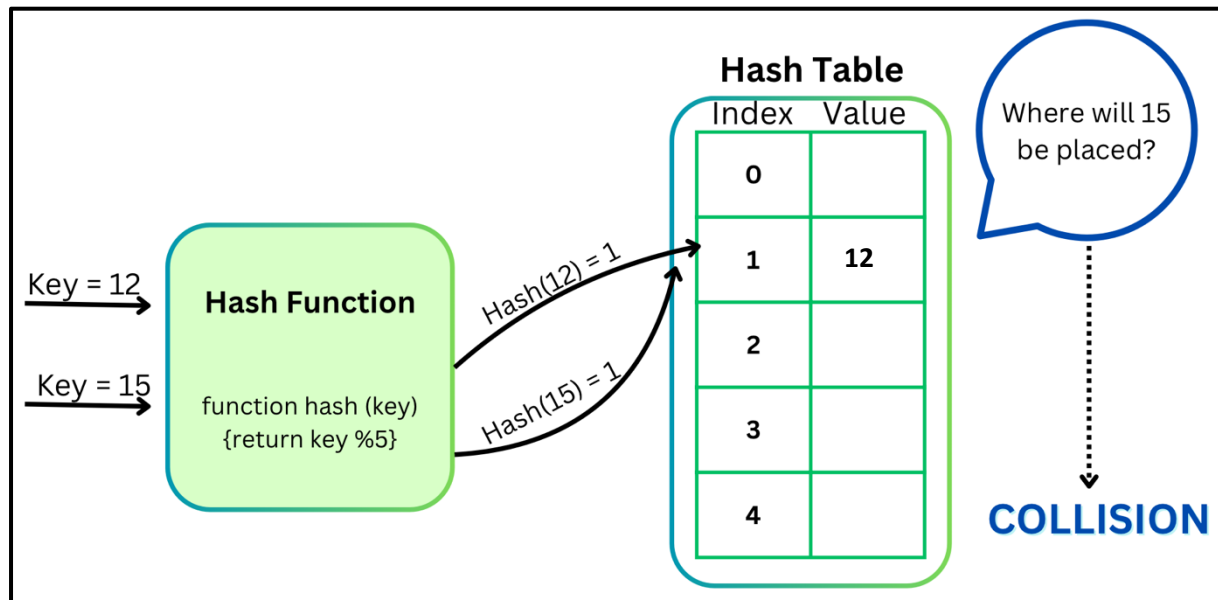 Hash Table
Index Value
Where will 15
be placed?
0
Key = 12
Hash Function
Hash(12) = 1
1 12
2
Key = 15
function hash (key)
{return key %5}
Hash(15) = 1
3
4
COLLISION